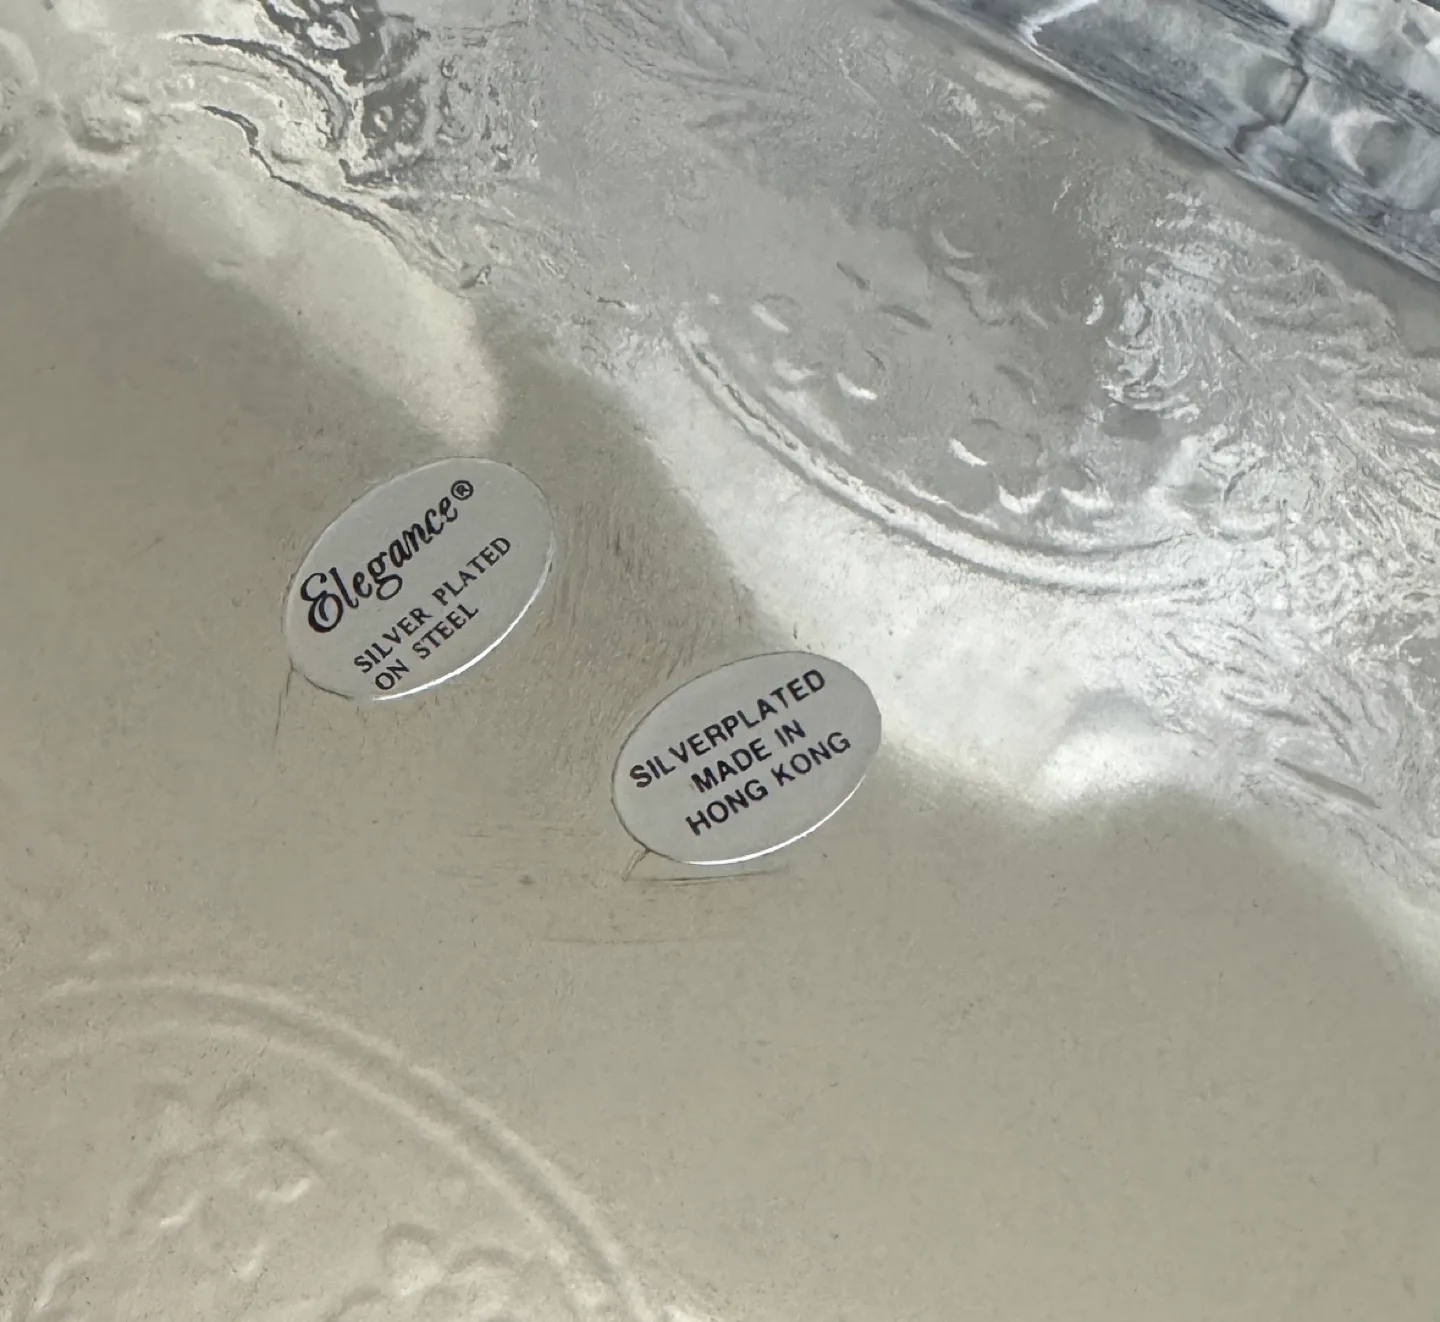 Elegance®
SILVER PLATED
ON STEEL
SILVERPLATED
MADE IN
HONG KONG